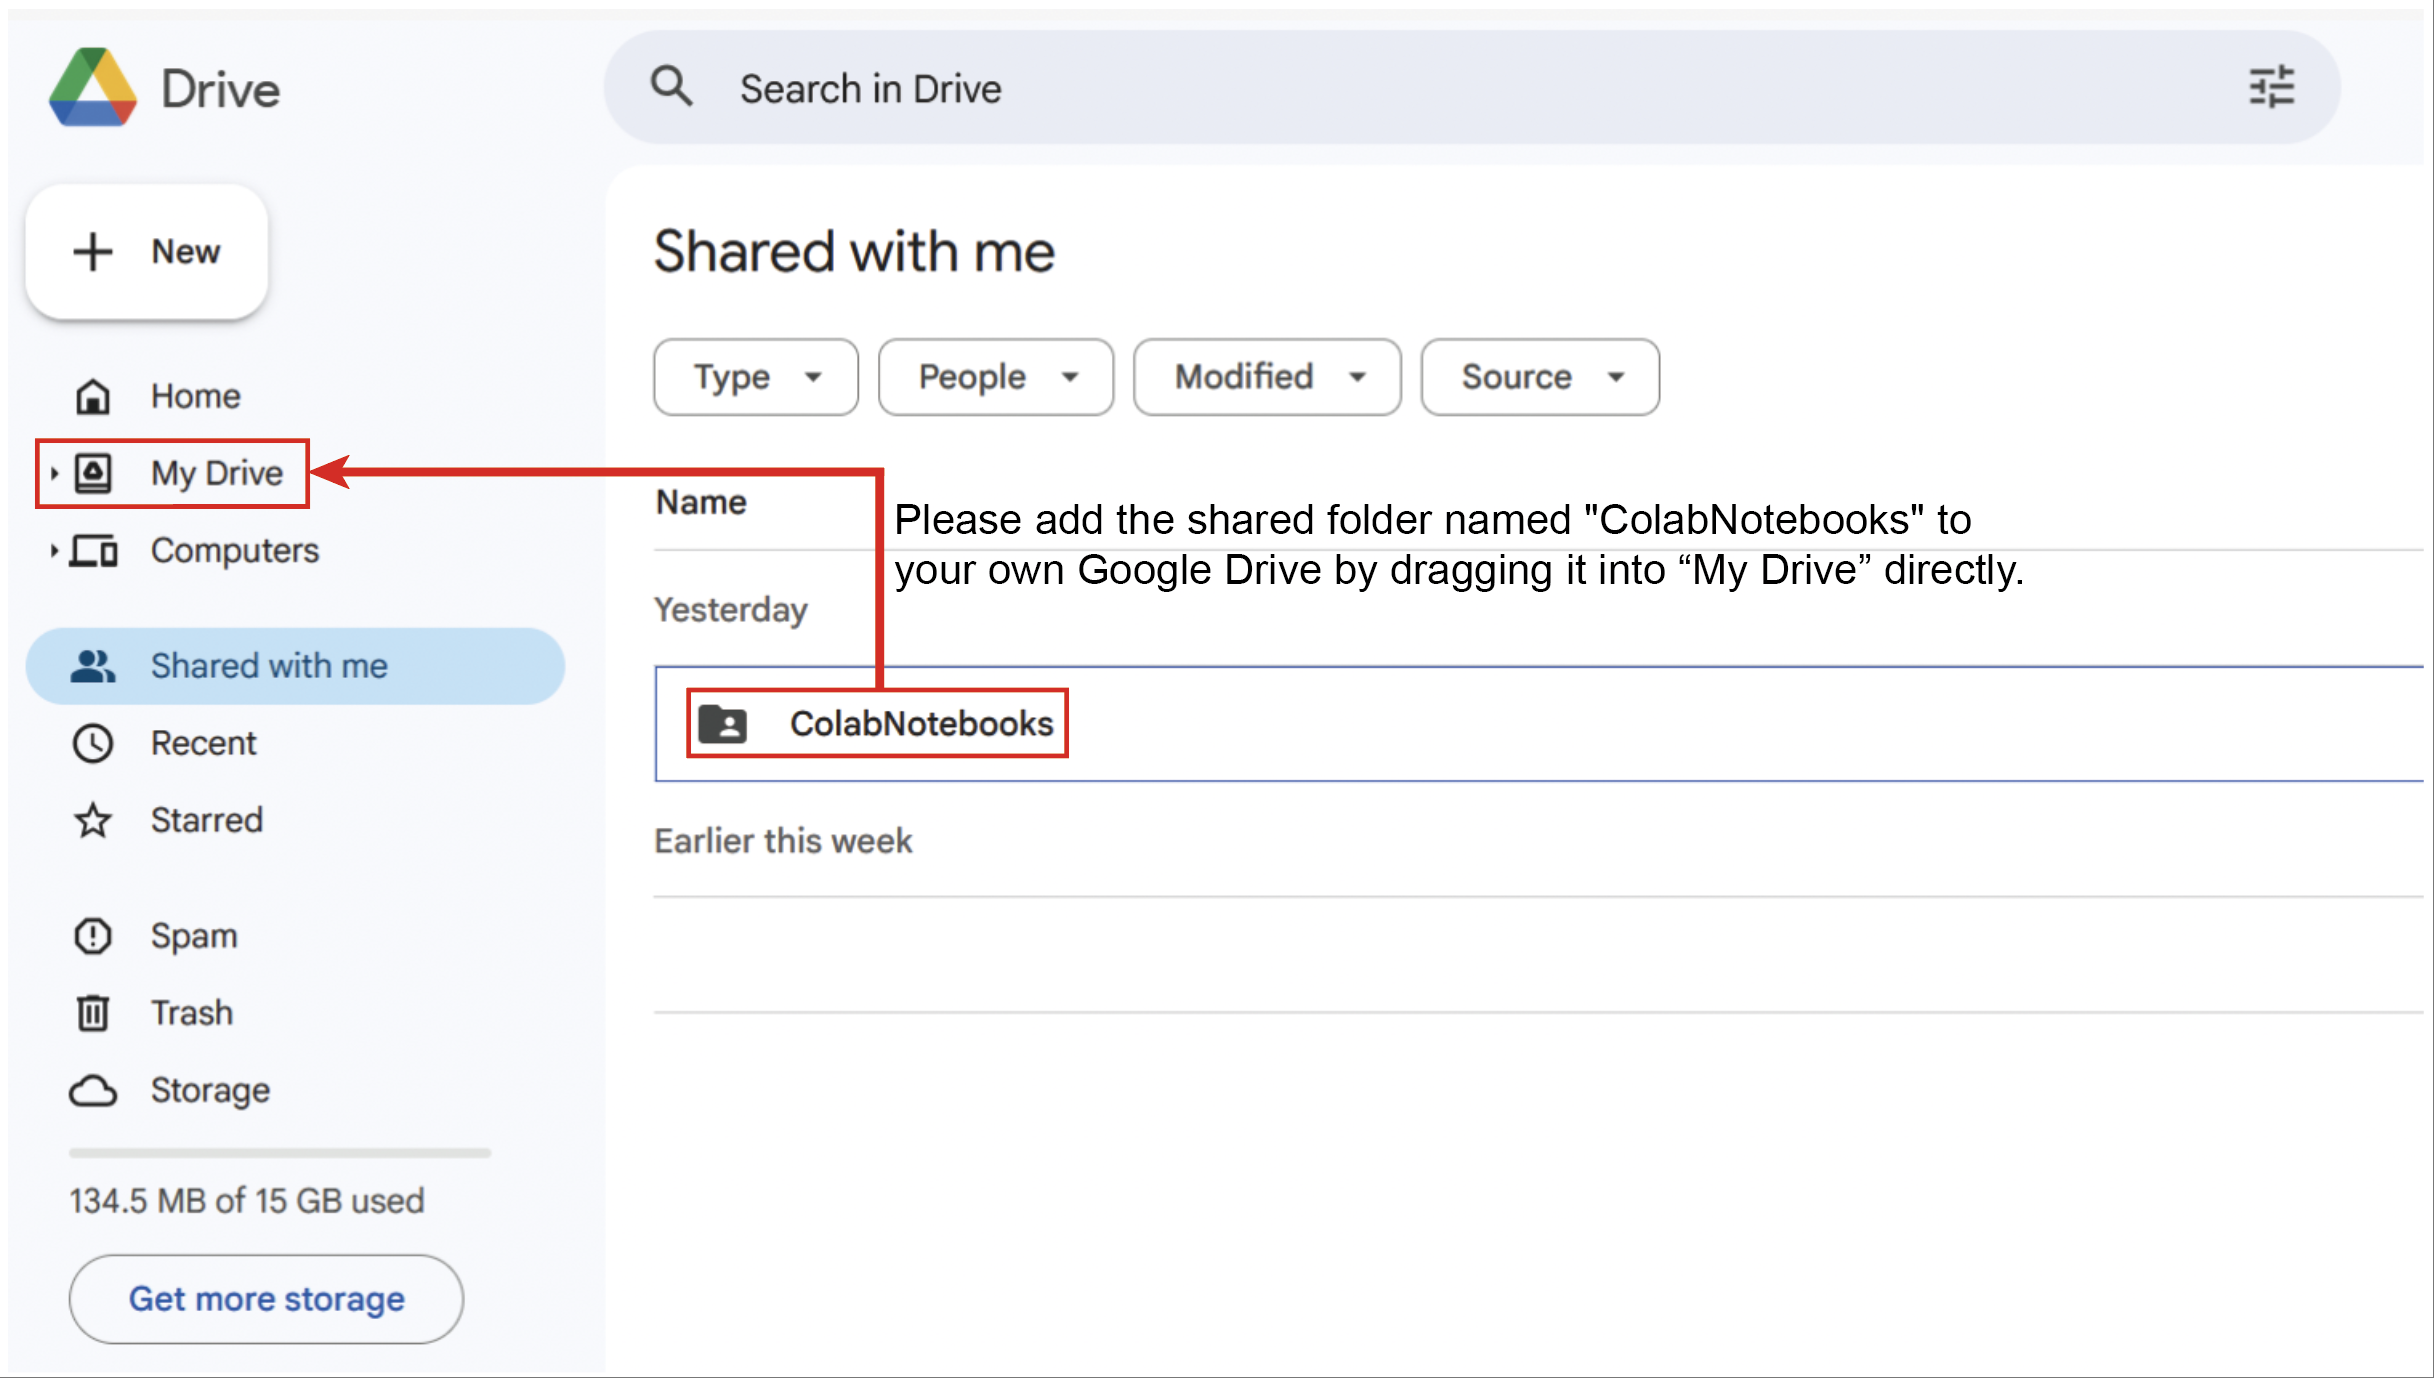 Drive
Search in Drive
New
Home
My Drive
Computers
Shared with me
Recent
Starred
Spam
Trash
Storage
134.5 MB of 15 GB used
Get more storage
Shared with me
Type
People
Modified
Source
Name
Please add the shared folder named "ColabNotebooks" to
your own Google Drive by dragging it into “My Drive” directly.
Yesterday
ColabNotebooks
Earlier this week